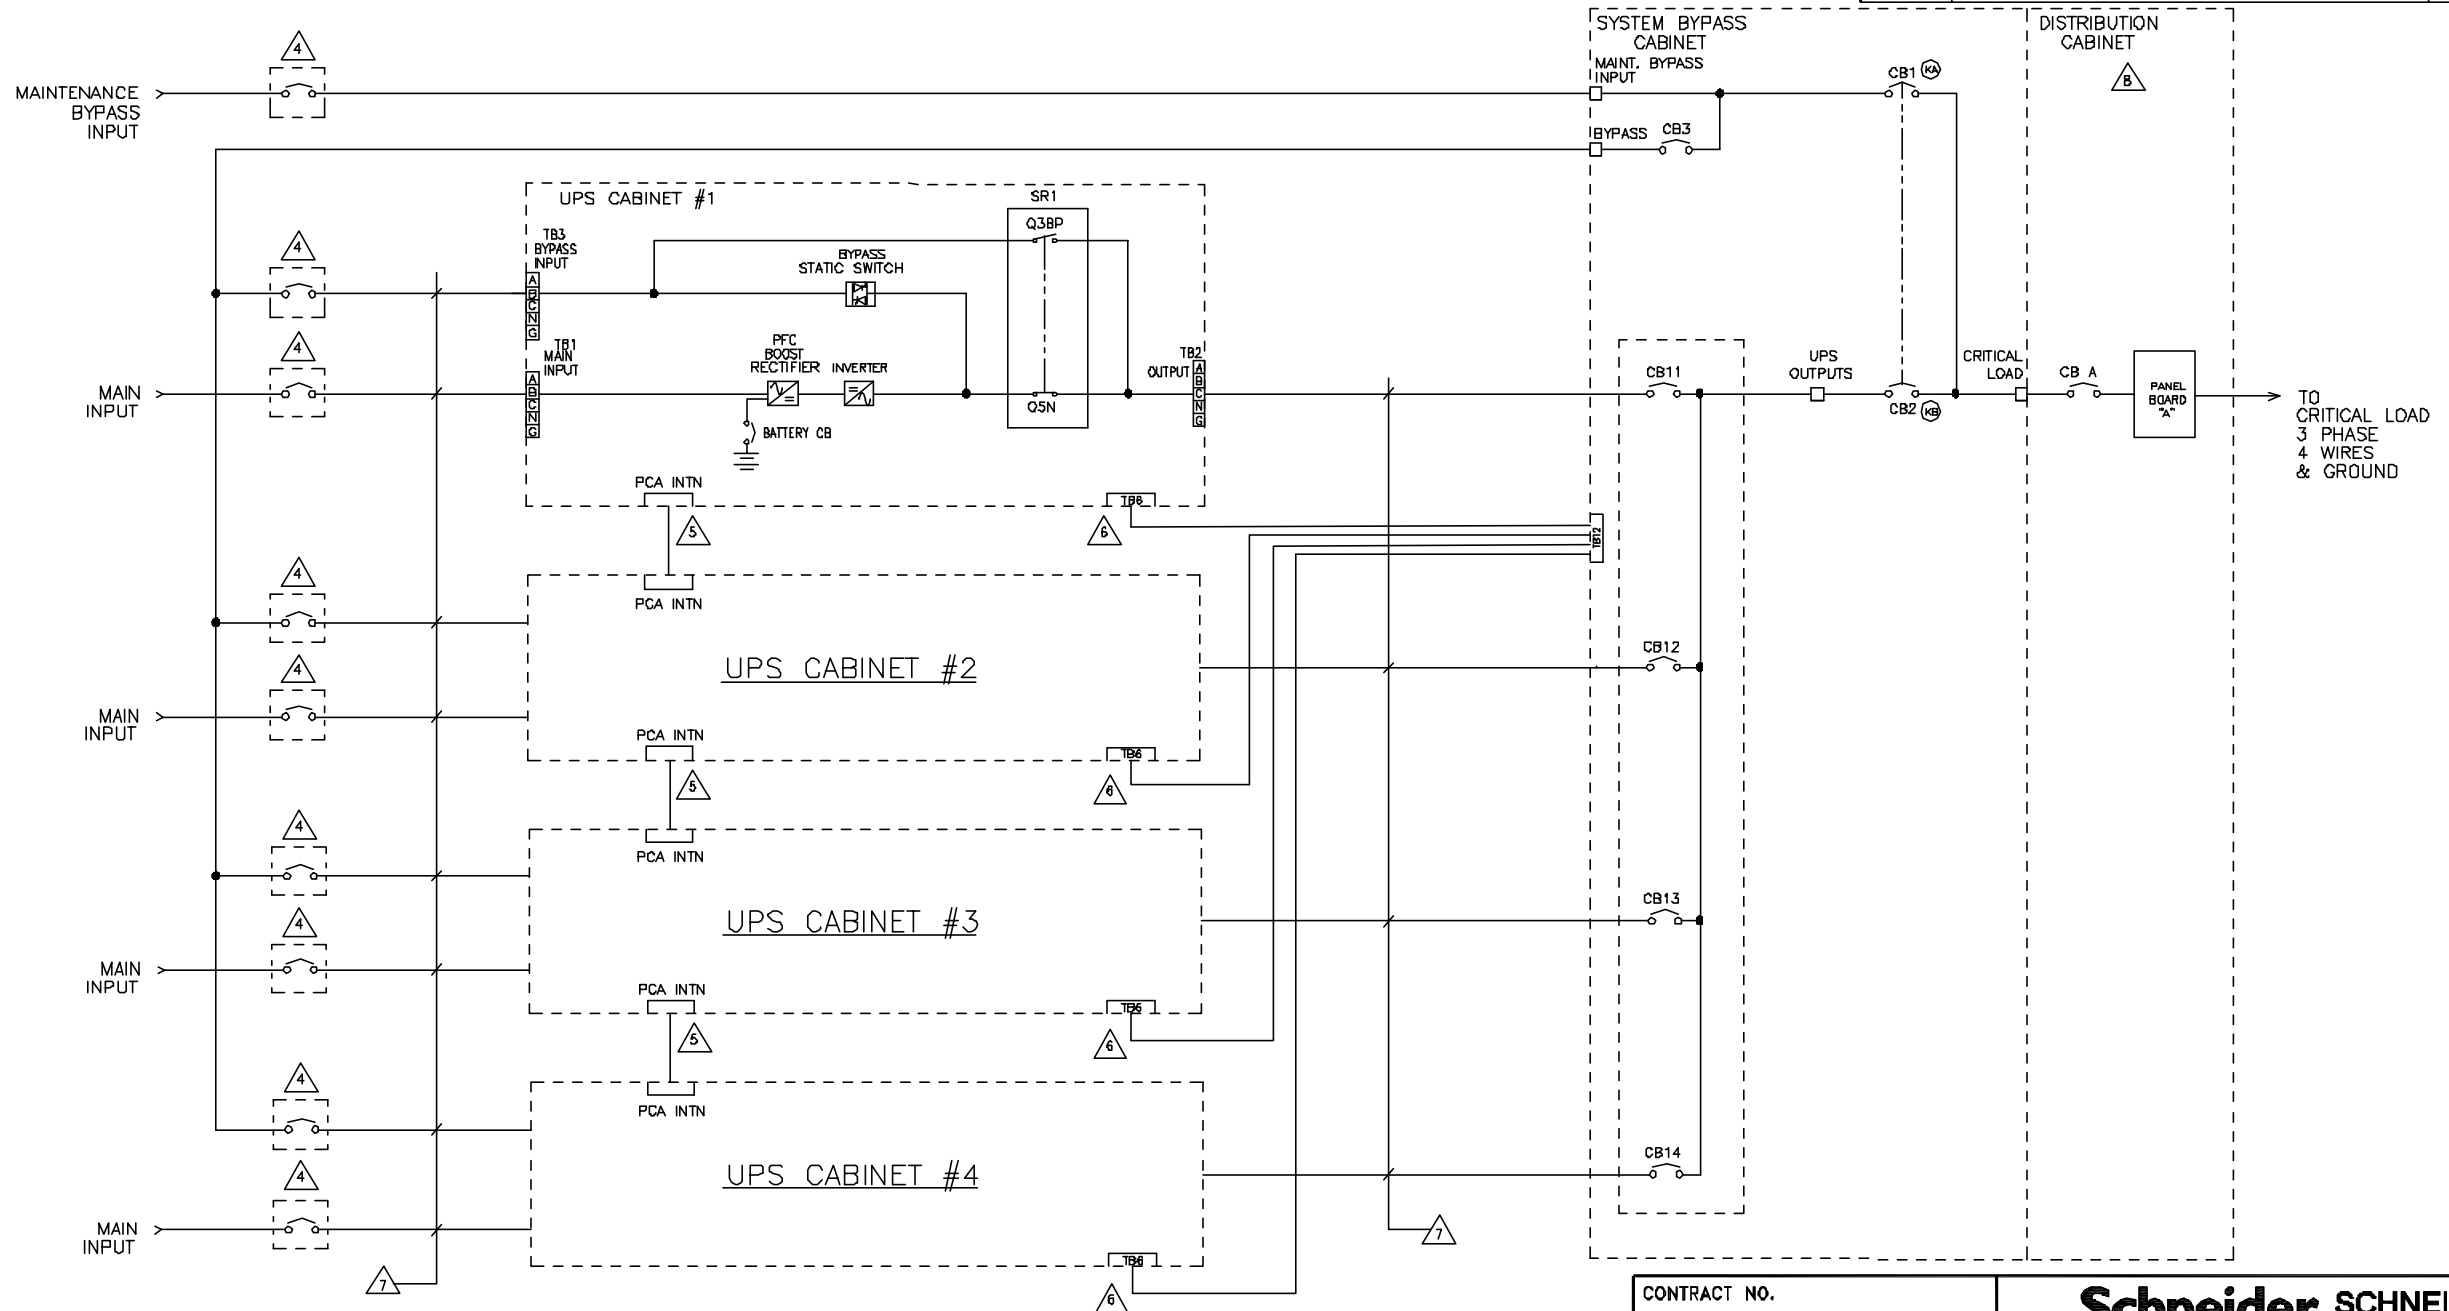 SYSTEM BYPASS
CABINET
DISTRIBUTION
CABINET
MAINT. BYPASS
INPUT
4
CB1 KA
8
MAINTENANCE
BYPASS
INPUT
BYPASS CB3
UPS CABINET #1
SR1
4
TB3
BYPASS
INPUT
Q3BP
BYPASS
STATIC SWITCH
A
B
C
N
G
4
TB1
MAIN
INPUT
PFC
BOOST
RECTIFIER
INVERTER
TB2
OUTPUT
A
B
C
N
G
A
B
C
N
G
MAIN
INPUT
Q5N
BATTERY CB
CB11
UPS
OUTPUTS
CB2 KB
CRITICAL
LOAD
CB A
PANEL
BOARD
"A"
TO
CRITICAL LOAD
3 PHASE
4 WIRES
& GROUND
PCA INTN
TB6
5
6
TB12
4
PCA INTN
4
UPS CABINET #2
CB12
MAIN
INPUT
PCA INTN
TB6
5
6
4
PCA INTN
4
UPS CABINET #3
CB13
MAIN
INPUT
PCA INTN
TB6
5
6
4
PCA INTN
4
UPS CABINET #4
CB14
MAIN
INPUT
7
TB6
7
6
CONTRACT NO.
Schneider SCHNEI